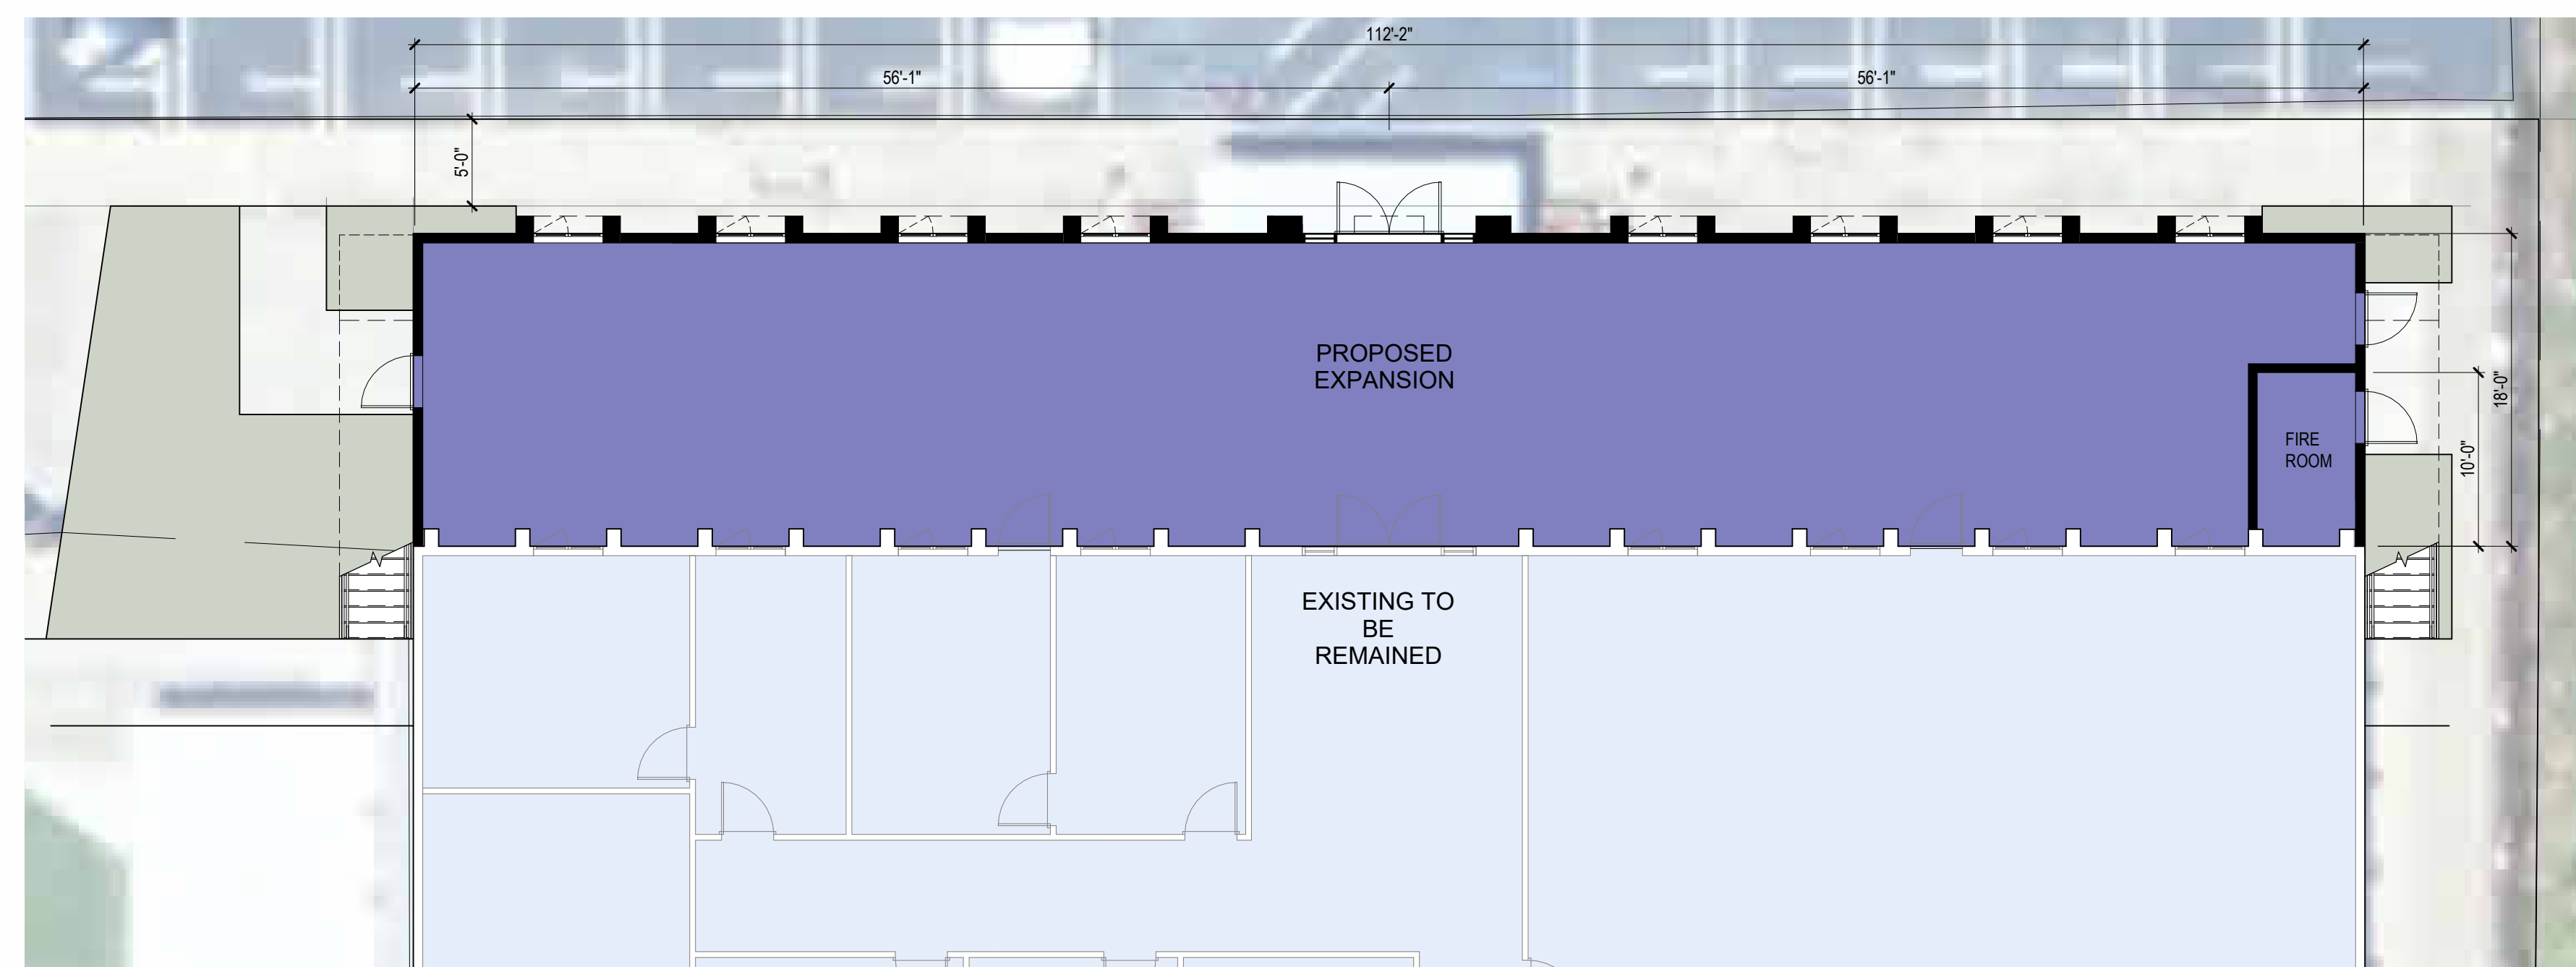 112'-2"
56'-1"
56'-1"
5'-0"
PROPOSED
EXPANSION
18'-0"
FIRE
ROOM
10'-0"
EXISTING TO
BE
REMAINED